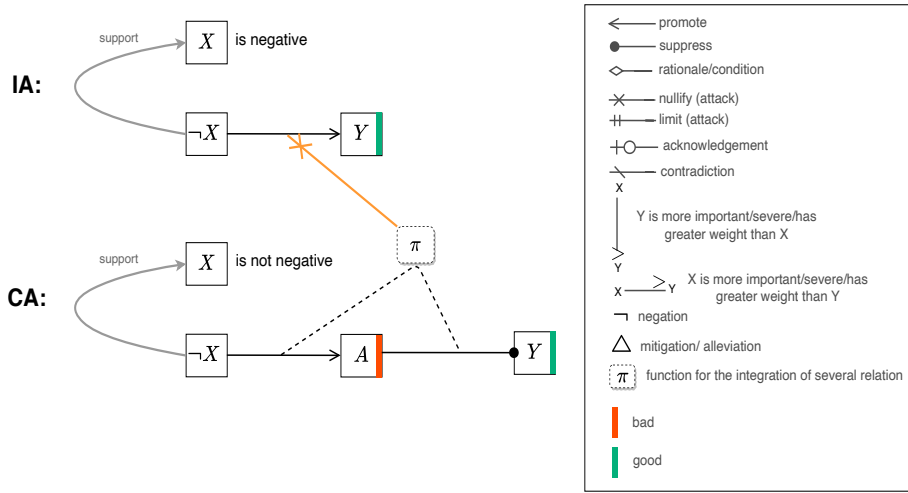 support
X is negative
IA:
¬X
Y
π
support
X is not negative
CA:
¬X
A
Y
promote
suppress
rationale/condition
nullify (attack)
limit (attack)
acknowledgement
contradiction
X
Y is more important/severe/has
greater weight than X
Y
X
Y
X is more important/severe/has
greater weight than Y
¬ negation
mitigation/ alleviation
π function for the integration of several relation
bad
good